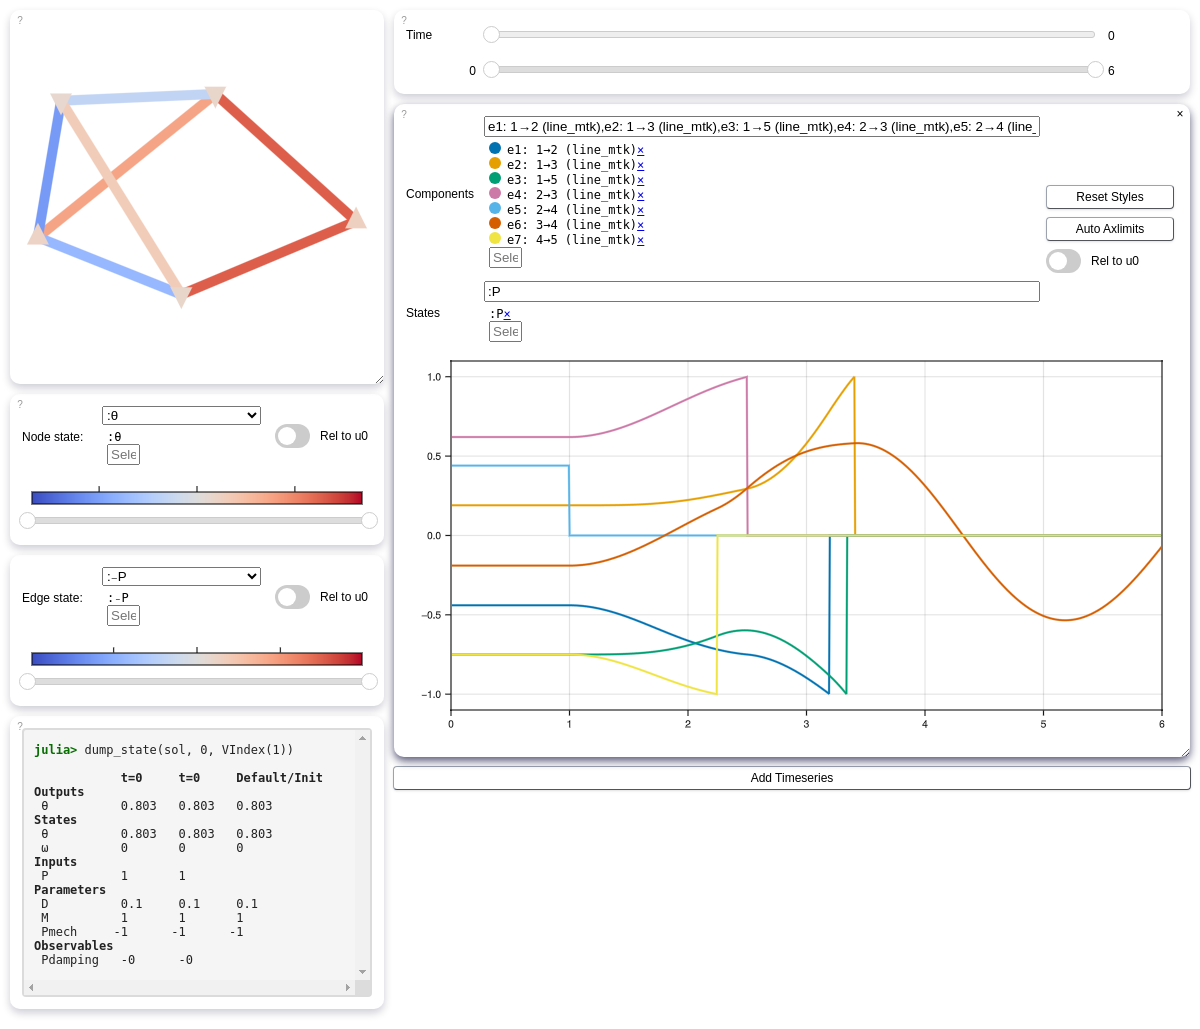 ?
?
Time
0
0
6
?
×
e1: 1→2 (line_mtk),e2: 1→3 (line_mtk),e3: 1→5 (line_mtk),e4: 2→3 (line_mtk),e5: 2→4 (line_
Components
e1: 1→2 (line_mtk)×
e2: 1→3 (line_mtk)×
e3: 1→5 (line_mtk)×
e4: 2→3 (line_mtk)×
e5: 2→4 (line_mtk)×
e6: 3→4 (line_mtk)×
e7: 4→5 (line_mtk)×
Sele
Reset Styles
Auto Axlimits
Rel to u0
:P
States
:P×
Sele
1.0
0.5
0.0
−0.5
−1.0
0 1 2 3 4 5 6
Add Timeseries
?
Node state:
:θ
:θ
Sele
Rel to u0
?
Edge state:
:₋P
:₋P
Sele
Rel to u0
?
julia> dump_state(sol, 0, VIndex(1))
t=0 t=0 Default/Init
Outputs
θ 0.803 0.803 0.803
States
θ 0.803 0.803 0.803
ω 0 0 0
Inputs
P 1 1
Parameters
D 0.1 0.1 0.1
M 1 1 1
Pmech -1 -1 -1
Observables
Pdamping -0 -0